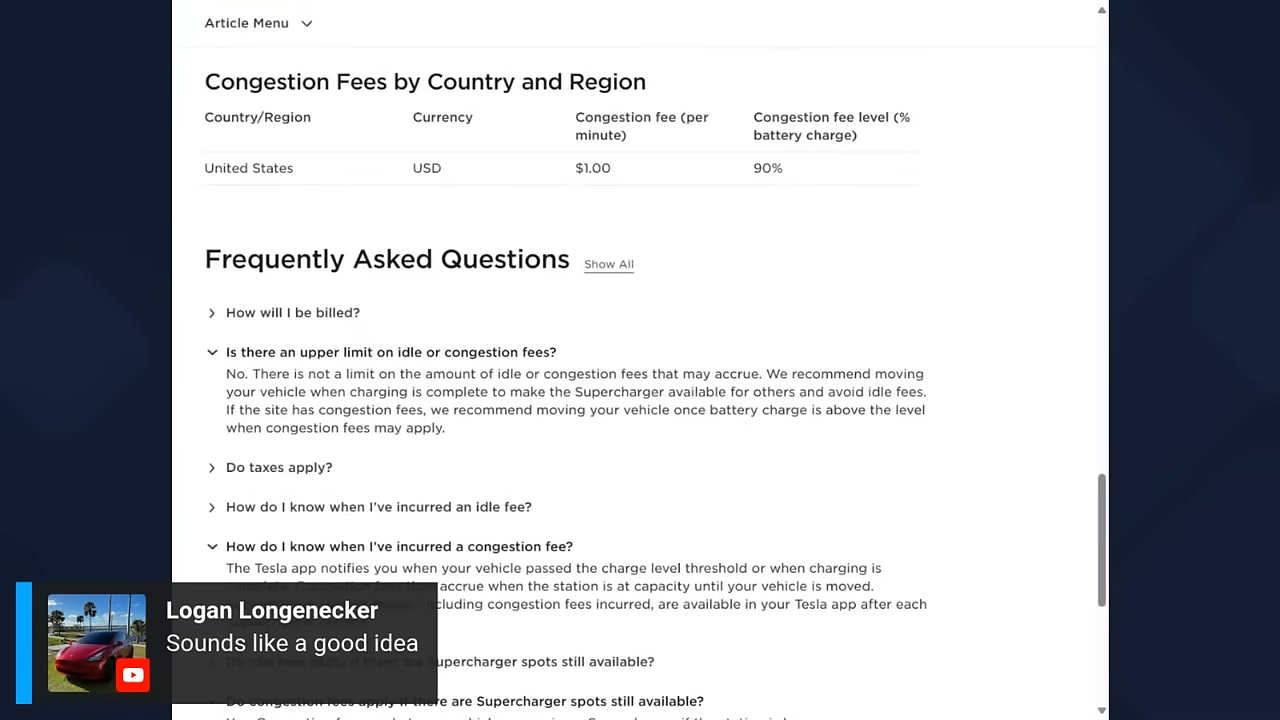 Article Menu
Congestion Fees by Country and Region
Country/Region Currency Congestion fee (per minute) Congestion fee level (% battery charge)
United States USD $1.00 90%
Frequently Asked Questions Show All
How will I be billed?
Is there an upper limit on idle or congestion fees?
No. There is not a limit on the amount of idle or congestion fees that may accrue. We recommend moving
your vehicle when charging is complete to make the Supercharger available for others and avoid idle fees.
If the site has congestion fees, we recommend moving your vehicle once battery charge is above the level
when congestion fees may apply.
Do taxes apply?
How do I know when I've incurred an idle fee?
How do I know when I've incurred a congestion fee?
The Tesla app notifies you when your vehicle passed the charge level threshold or when charging is
accrue when the station is at capacity until your vehicle is moved.
including congestion fees incurred, are available in your Tesla app after each
Logan Longenecker
Sounds like a good idea
Do idle fees apply if there are Supercharger spots still available?
Do congestion fees apply if there are Supercharger spots still available?